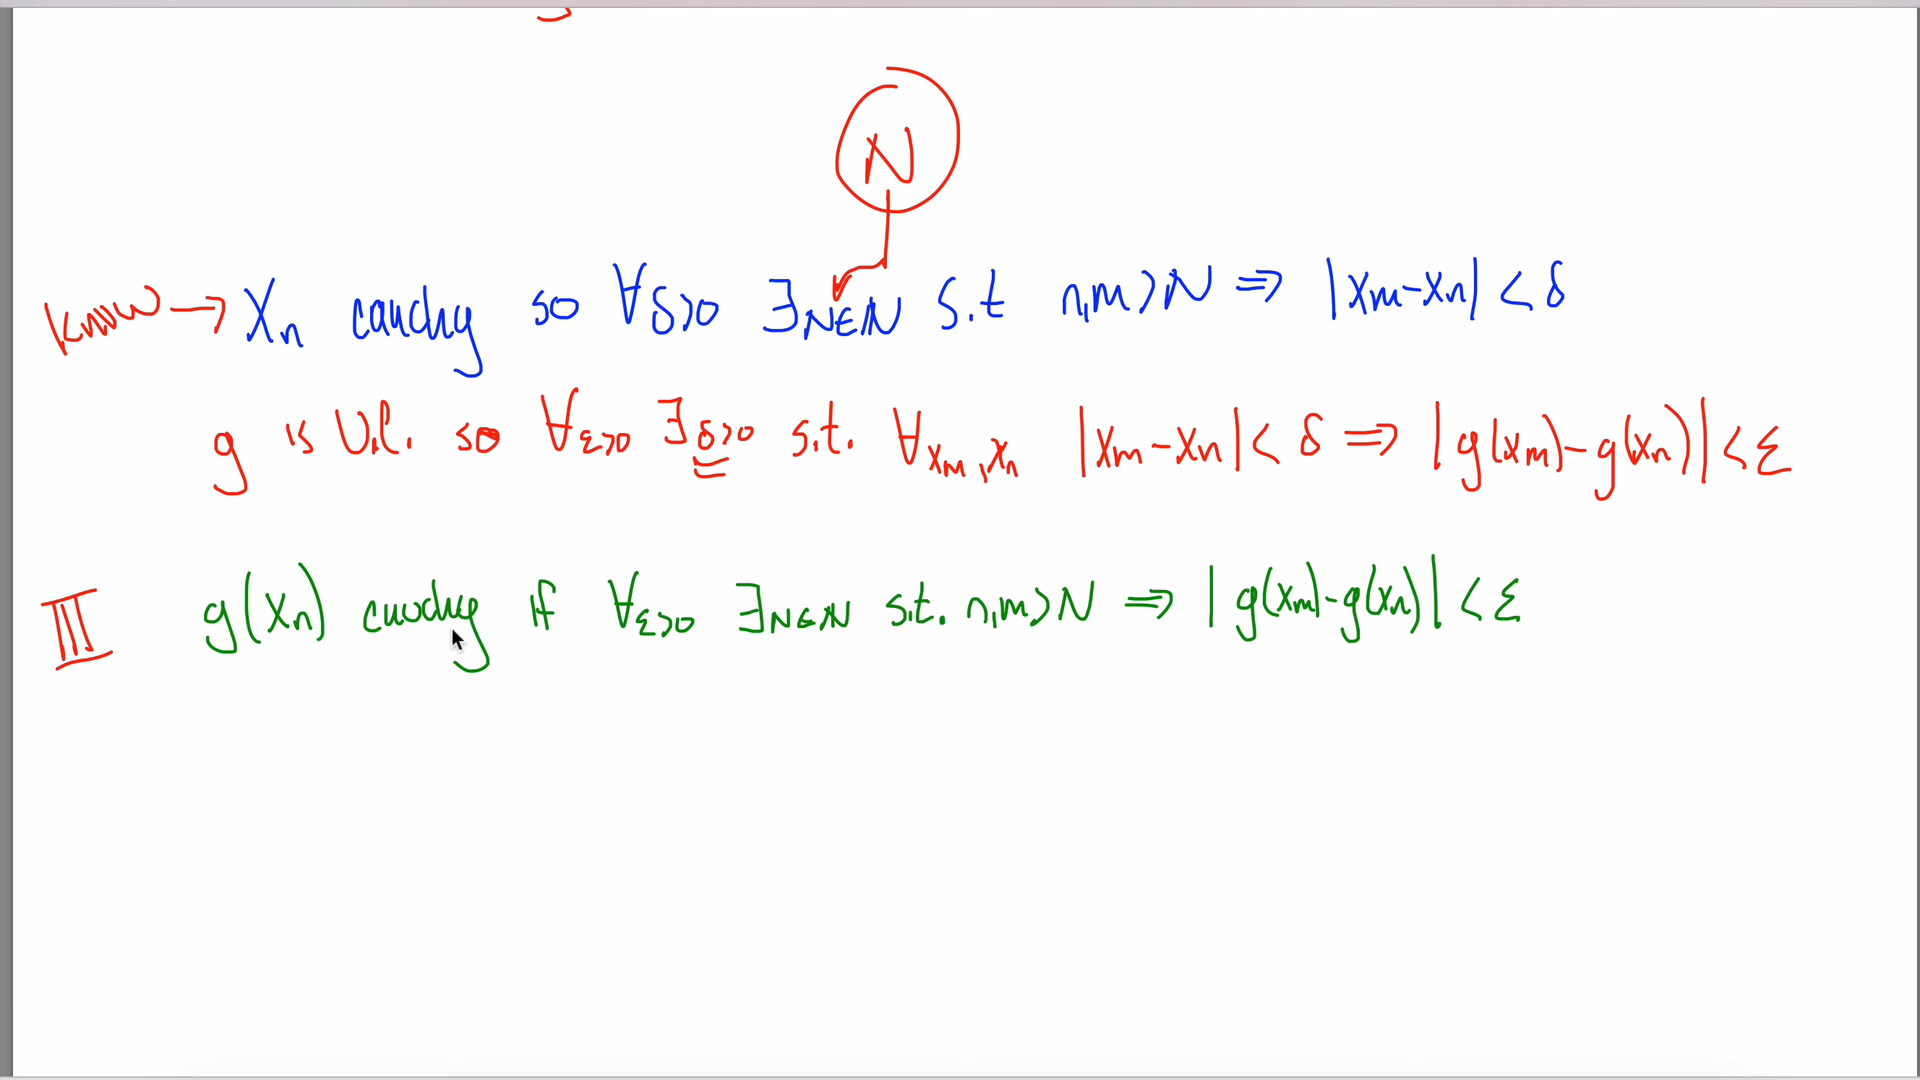 N
know → Xn cauchy so ∀δ>0 ∃N∈ℕ s.t n,m>N ⇒ |xm-xn| < δ
g is U.C. so ∀ε>0 ∃δ>0 s.t. ∀xm,xn |xm-xn| < δ ⇒ |g(xm)-g(xn)| < ε
III g(xn) cauchy if ∀ε>0 ∃N∈ℕ s.t. n,m>N ⇒ |g(xm)-g(xn)| < ε